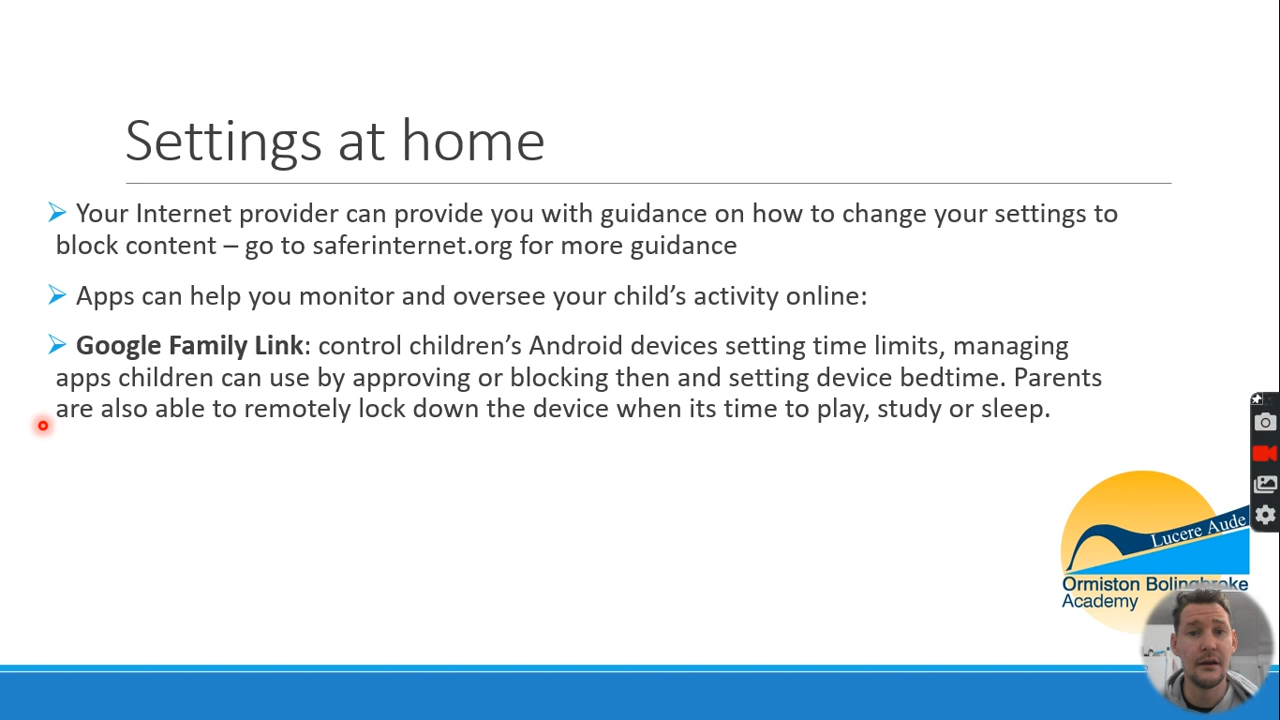 Settings at home
Your Internet provider can provide you with guidance on how to change your settings to
block content – go to saferinternet.org for more guidance
Apps can help you monitor and oversee your child’s activity online:
Google Family Link: control children’s Android devices setting time limits, managing
apps children can use by approving or blocking then and setting device bedtime. Parents
are also able to remotely lock down the device when its time to play, study or sleep.
Lucere Aude
Ormiston Bolingbroke
Academy